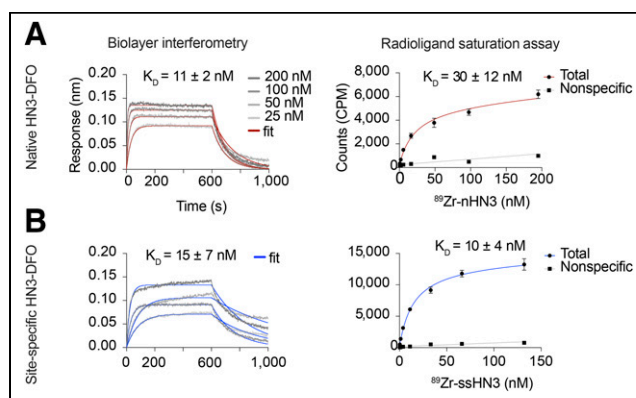 A
Biolayer interferometry
Radioligand saturation assay
Native HN3-DFO
Response (nm)
0.20
0.15
0.10
0.05
0.00
K_D = 11 ± 2 nM
200 nM
100 nM
50 nM
25 nM
fit
200 600 1,000
Time (s)
Counts (CPM)
8,000
6,000
4,000
2,000
0
K_D = 30 ± 12 nM
Total
Nonspecific
0 50 100 150 200
⁸⁹Zr-nHN3 (nM)
B
Site-specific HN3-DFO
0.20
0.15
0.10
0.05
0.00
K_D = 15 ± 7 nM
fit
200 600 1,000
15,000
10,000
5,000
0
K_D = 10 ± 4 nM
Total
Nonspecific
0 50 100 150
⁸⁹Zr-ssHN3 (nM)